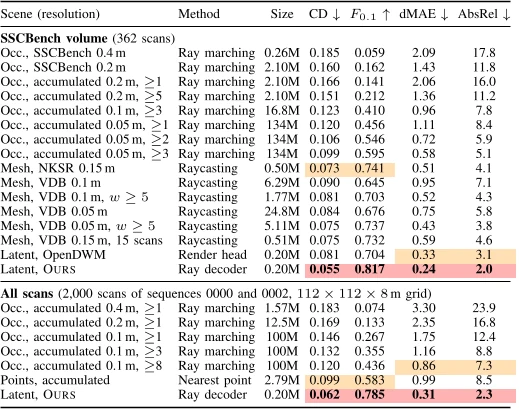 Scene (resolution) Method Size CD ↓ F0.1 ↑ dMAE ↓ AbsRel ↓
SSCBench volume (362 scans)
Occ., SSCBench 0.4 m Ray marching 0.26M 0.185 0.059 2.09 17.8
Occ., SSCBench 0.2 m Ray marching 2.10M 0.160 0.162 1.43 11.8
Occ., accumulated 0.2 m, ≥1 Ray marching 2.10M 0.166 0.141 2.06 16.0
Occ., accumulated 0.2 m, ≥5 Ray marching 2.10M 0.151 0.212 1.36 11.2
Occ., accumulated 0.1 m, ≥3 Ray marching 16.8M 0.123 0.410 0.96 7.8
Occ., accumulated 0.05 m, ≥1 Ray marching 134M 0.120 0.456 1.11 8.4
Occ., accumulated 0.05 m, ≥2 Ray marching 134M 0.106 0.546 0.72 5.9
Occ., accumulated 0.05 m, ≥3 Ray marching 134M 0.099 0.595 0.58 5.1
Mesh, NKSR 0.15 m Raycasting 0.50M 0.073 0.741 0.51 4.1
Mesh, VDB 0.1 m Raycasting 6.29M 0.090 0.645 0.95 7.1
Mesh, VDB 0.1 m, w ≥ 5 Raycasting 1.77M 0.081 0.703 0.52 4.3
Mesh, VDB 0.05 m Raycasting 24.8M 0.084 0.676 0.75 5.8
Mesh, VDB 0.05 m, w ≥ 5 Raycasting 5.11M 0.075 0.737 0.43 3.8
Mesh, VDB 0.15 m, 15 scans Raycasting 0.51M 0.075 0.732 0.59 4.6
Latent, OpenDWM Render head 0.20M 0.081 0.704 0.33 3.1
Latent, OURS Ray decoder 0.20M 0.055 0.817 0.24 2.0
All scans (2,000 scans of sequences 0000 and 0002, 112 × 112 × 8 m grid)
Occ., accumulated 0.4 m, ≥1 Ray marching 1.57M 0.183 0.074 3.30 23.9
Occ., accumulated 0.2 m, ≥1 Ray marching 12.5M 0.169 0.133 2.35 16.8
Occ., accumulated 0.1 m, ≥1 Ray marching 100M 0.146 0.267 1.75 12.4
Occ., accumulated 0.1 m, ≥3 Ray marching 100M 0.132 0.355 1.16 8.8
Occ., accumulated 0.1 m, ≥8 Ray marching 100M 0.120 0.436 0.86 7.3
Points, accumulated Nearest point 2.79M 0.099 0.583 0.99 8.5
Latent, OURS Ray decoder 0.20M 0.062 0.785 0.31 2.3